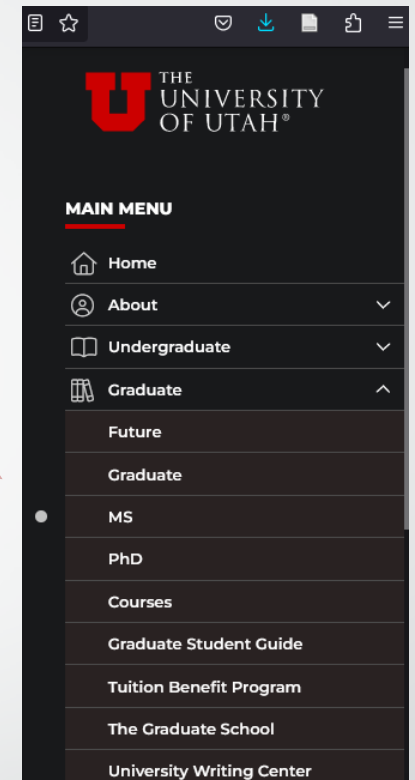 THE
UNIVERSITY
OF UTAH®
MAIN MENU
Home
About
Undergraduate
Graduate
Future
Graduate
MS
PhD
Courses
Graduate Student Guide
Tuition Benefit Program
The Graduate School
University Writing Center